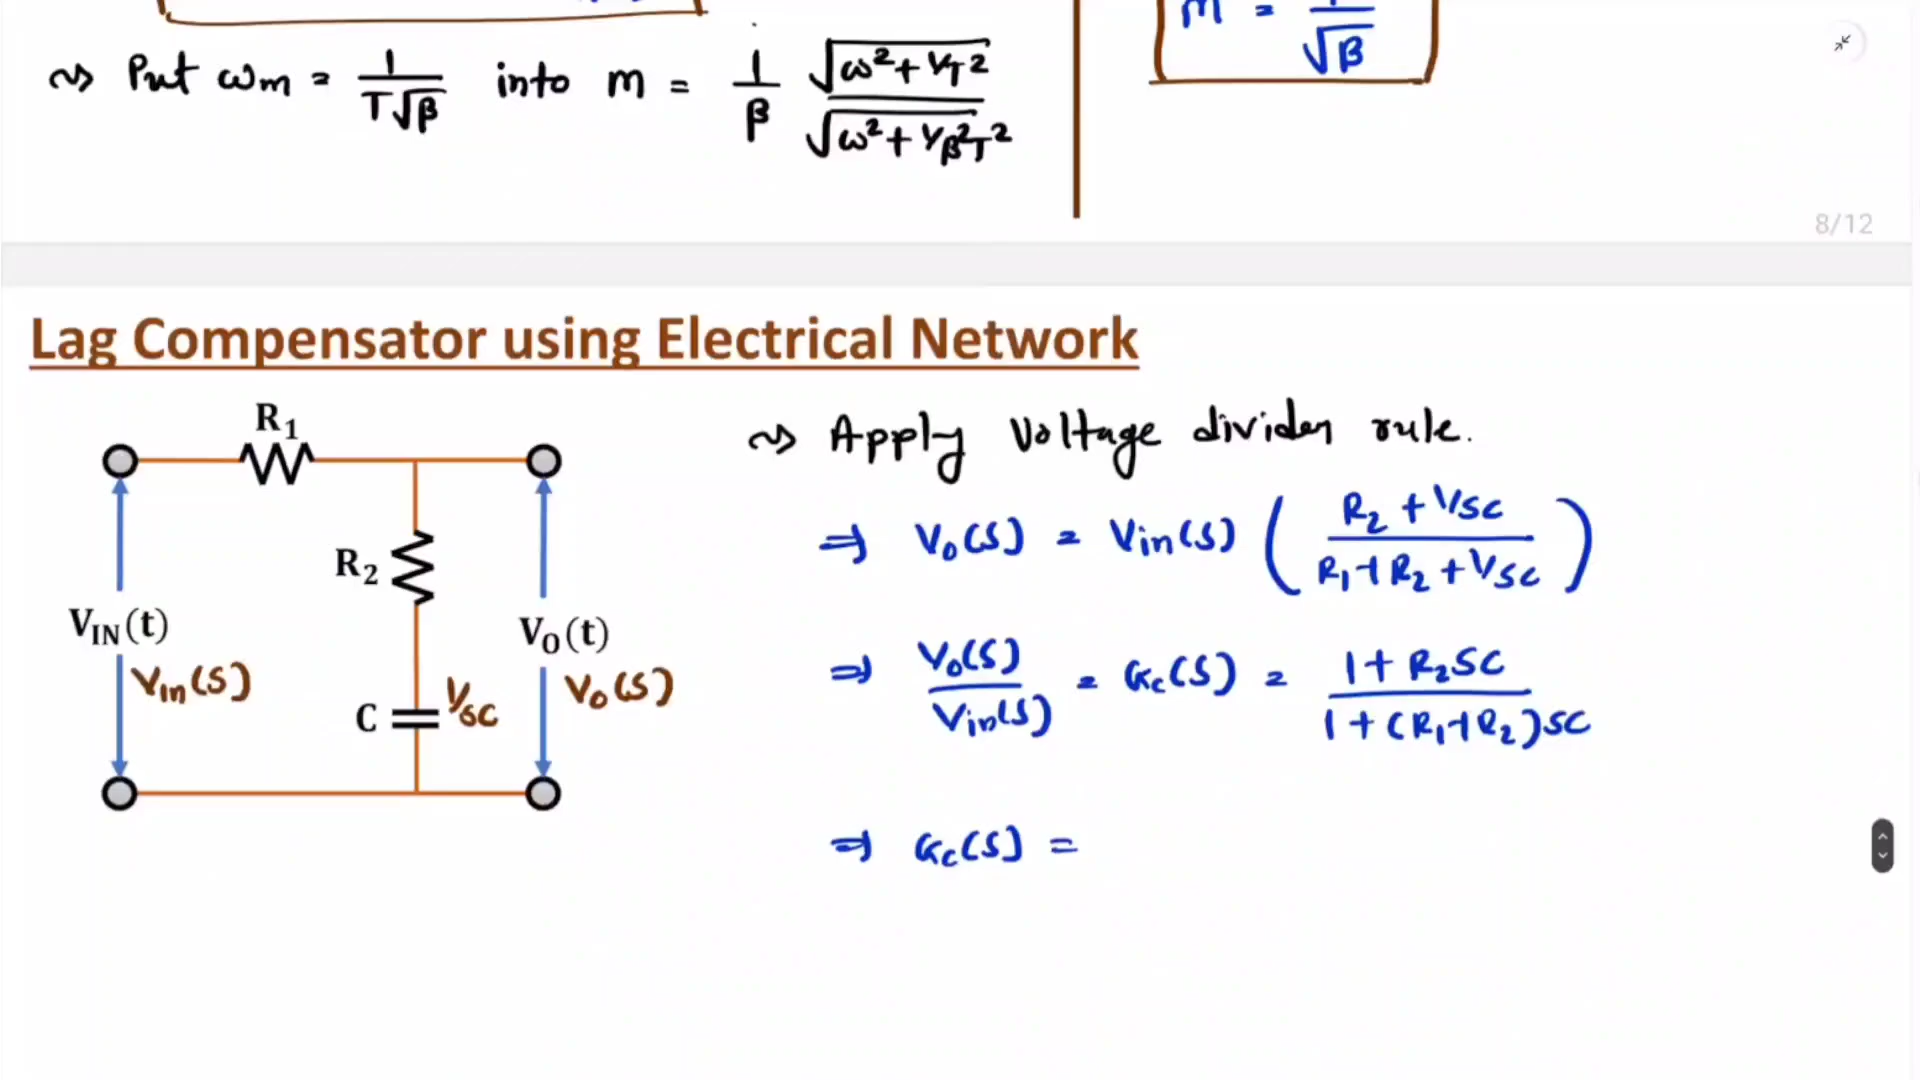 m = 1/√β
⇝ Put ωm = 1/T√β into m = 1/β √ω²+1/T² / √ω²+1/β²T²
8/12
Lag Compensator using Electrical Network
R₁
R₂
C
1/SC
V_IN(t)
Vin(S)
V_O(t)
Vo(S)
⇝ Apply Voltage divider rule.
⇒ Vo(S) = Vin(S) ( R₂ + 1/SC / R₁ + R₂ + 1/SC )
⇒ Vo(S)/Vin(S) = Gc(S) = 1 + R₂SC / 1 + (R₁+R₂)SC
⇒ Gc(S) =